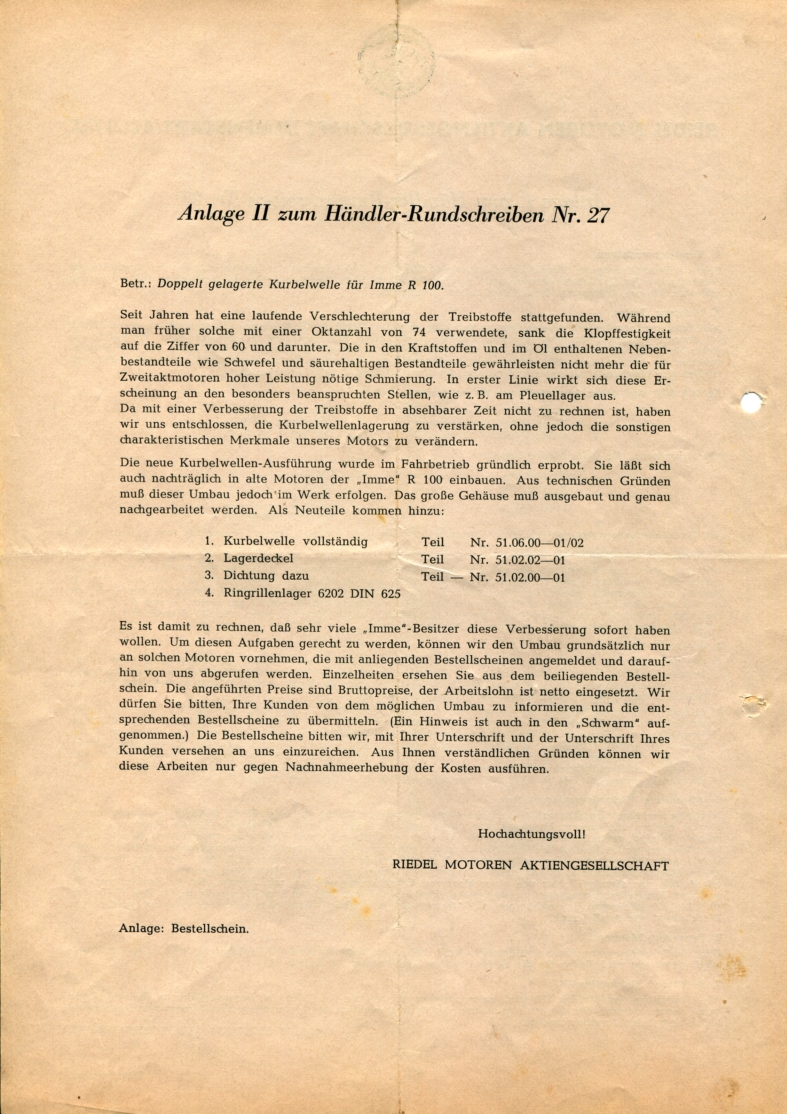 Anlage II zum Händler-Rundschreiben Nr. 27
Betr.: Doppelt gelagerte Kurbelwelle für Imme R 100.
Seit Jahren hat eine laufende Verschlechterung der Treibstoffe stattgefunden. Während
man früher solche mit einer Oktanzahl von 74 verwendete, sank die Klopffestigkeit
auf die Ziffer von 60 und darunter. Die in den Kraftstoffen und im Öl enthaltenen Neben-
bestandteile wie Schwefel und säurehaltigen Bestandteile gewährleisten nicht mehr die für
Zweitaktmotoren hoher Leistung nötige Schmierung. In erster Linie wirkt sich diese Er-
scheinung an den besonders beanspruchten Stellen, wie z. B. am Pleuellager aus.
Da mit einer Verbesserung der Treibstoffe in absehbarer Zeit nicht zu rechnen ist, haben
wir uns entschlossen, die Kurbelwellenlagerung zu verstärken, ohne jedoch die sonstigen
charakteristischen Merkmale unseres Motors zu verändern.
Die neue Kurbelwellen-Ausführung wurde im Fahrbetrieb gründlich erprobt. Sie läßt sich
auch nachträglich in alte Motoren der „Imme“ R 100 einbauen. Aus technischen Gründen
muß dieser Umbau jedoch im Werk erfolgen. Das große Gehäuse muß ausgebaut und genau
nachgearbeitet werden. Als Neuteile kommen hinzu:
1. Kurbelwelle vollständig Teil Nr. 51.06.00—01/02
2. Lagerdeckel Teil Nr. 51.02.02—01
3. Dichtung dazu Teil — Nr. 51.02.00—01
4. Ringrillenlager 6202 DIN 625
Es ist damit zu rechnen, daß sehr viele „Imme“-Besitzer diese Verbesserung sofort haben
wollen. Um diesen Aufgaben gerecht zu werden, können wir den Umbau grundsätzlich nur
an solchen Motoren vornehmen, die mit anliegenden Bestellscheinen angemeldet und darauf-
hin von uns abgerufen werden. Einzelheiten ersehen Sie aus dem beiliegenden Bestell-
schein. Die angeführten Preise sind Bruttopreise, der Arbeitslohn ist netto eingesetzt. Wir
dürfen Sie bitten, Ihre Kunden von dem möglichen Umbau zu informieren und die ent-
sprechenden Bestellscheine zu übermitteln. (Ein Hinweis ist auch in den „Schwarm“ auf-
genommen.) Die Bestellscheine bitten wir, mit Ihrer Unterschrift und der Unterschrift Ihres
Kunden versehen an uns einzureichen. Aus Ihnen verständlichen Gründen können wir
diese Arbeiten nur gegen Nachnahmeerhebung der Kosten ausführen.
Hochachtungsvoll!
RIEDEL MOTOREN AKTIENGESELLSCHAFT
Anlage: Bestellschein.